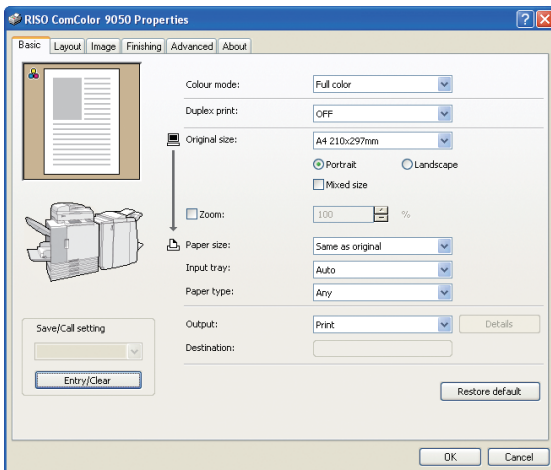 RISO ComColor 9050 Properties
Basic Layout Image Finishing Advanced About
Colour mode: Full color
Duplex print: OFF
Original size: A4 210x297mm
Portrait Landscape
Mixed size
Zoom: 100 %
Paper size: Same as original
Input tray: Auto
Paper type: Any
Save/Call setting
Output: Print Details
Destination:
Entry/Clear
Restore default
OK Cancel